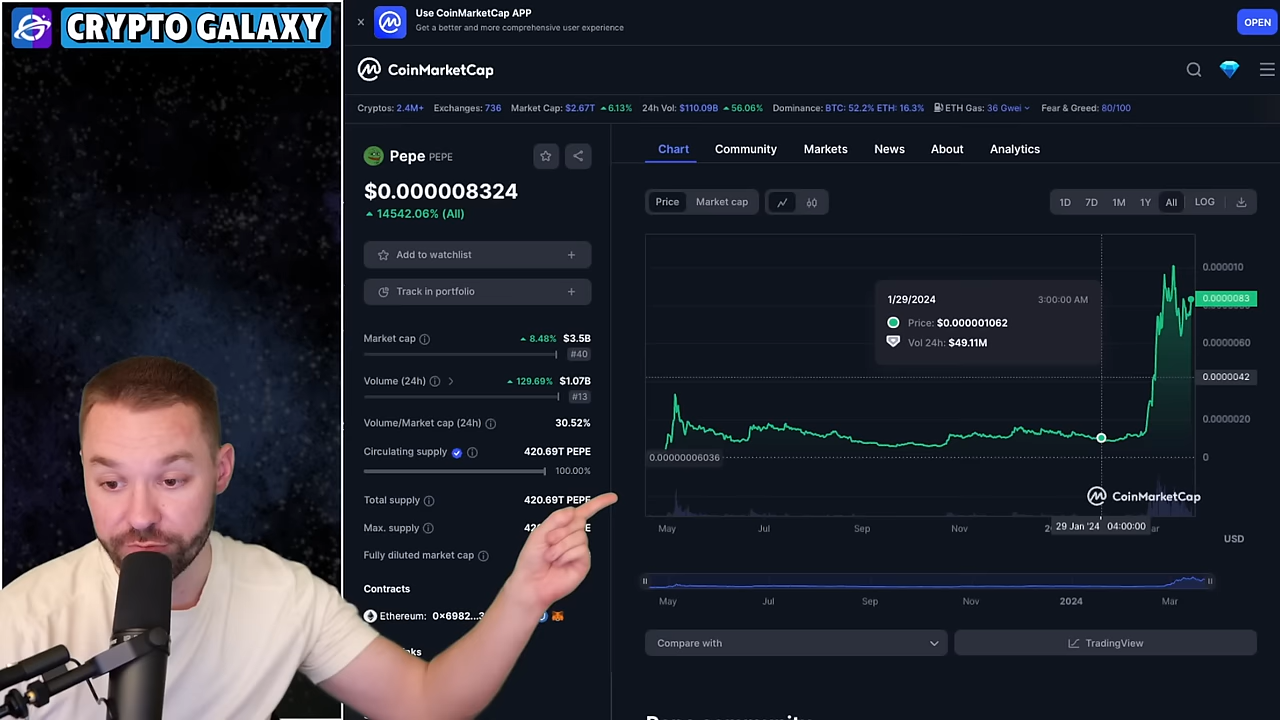 CRYPTO GALAXY
Use CoinMarketCap APP
Get a better and more comprehensive user experience
OPEN
CoinMarketCap
Cryptos: 2.4M+ Exchanges: 736 Market Cap: $2.67T 6.13% 24h Vol: $110.09B 56.06% Dominance: BTC: 52.2% ETH: 16.3% ETH Gas: 36 Gwei Fear & Greed: 80/100
Pepe PEPE
$0.000008324
14542.06% (All)
Add to watchlist +
Track in portfolio +
Market cap 8.48% $3.5B
#40
Volume (24h) 129.69% $1.07B
#13
Volume/Market cap (24h) 30.52%
Circulating supply 420.69T PEPE
100.00%
Total supply 420.69T PEPE
Max. supply
Fully diluted market cap
Contracts
Ethereum: 0x6982...3
Chart Community Markets News About Analytics
Price Market cap
1D 7D 1M 1Y All LOG
0.000010
0.0000083
0.0000060
0.0000042
0.0000020
0
1/29/2024 3:00:00 AM
Price: $0.000001062
Vol 24h: $49.11M
0.00000006036
CoinMarketCap
May Jul Sep Nov
29 Jan '24 04:00:00
USD
May Jul Sep Nov 2024 Mar
Compare with
TradingView